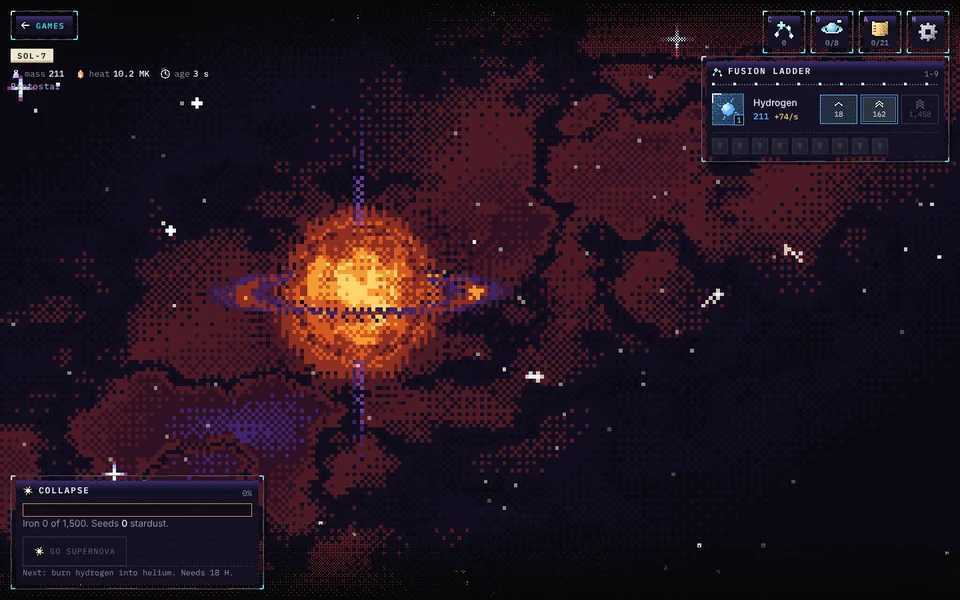 GAMES
SOL-7
mass 211 heat 10.2 MK age 3 s
Protostar
C 0
D 0/8
A 0/21
M
FUSION LADDER 1-9
Hydrogen
1
211 +74/s
18
162
1,458
COLLAPSE 0%
Iron 0 of 1,500. Seeds 0 stardust.
GO SUPERNOVA
Next: burn hydrogen into helium. Needs 18 H.